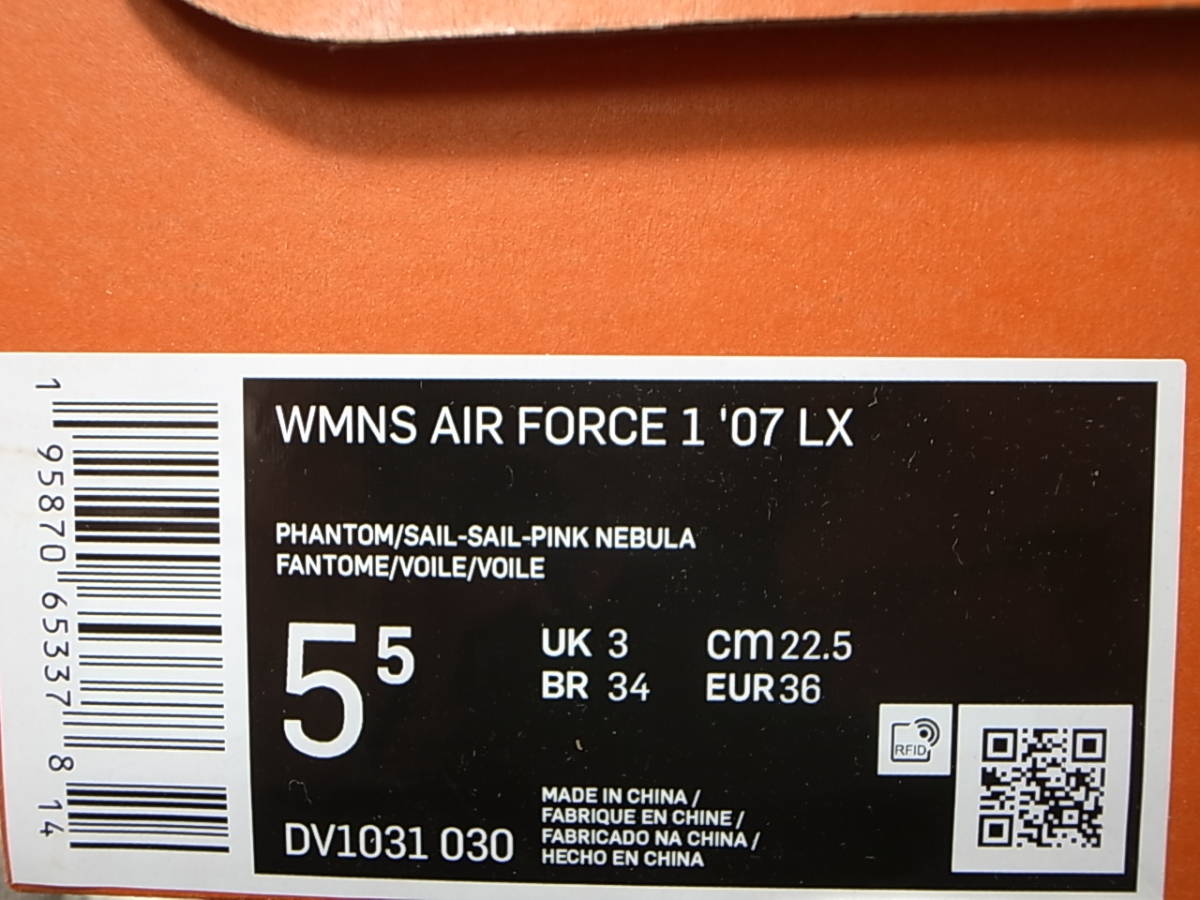 WMNS AIR FORCE 1 '07 LX
PHANTOM/SAIL-SAIL-PINK NEBULA
FANTOME/VOILE/VOILE
5 5
UK 3 cm 22.5
BR 34 EUR 36
RFID
DV1031 030
MADE IN CHINA /
FABRIQUE EN CHINE /
FABRICADO NA CHINA /
HECHO EN CHINA
1 95870 65337 8 14